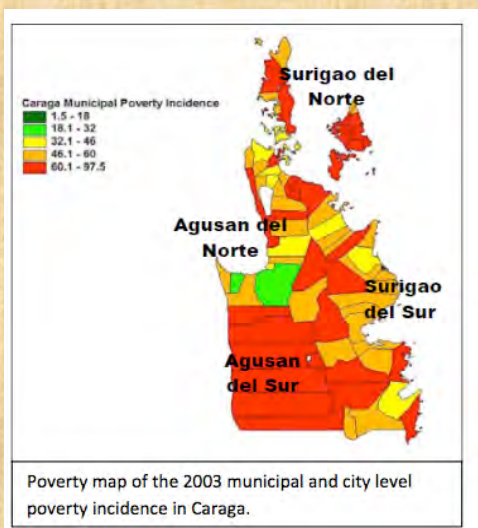 Surigao del
Norte
Caraga Municipal Poverty Incidence
1.5 - 18
18.1 - 32
32.1 - 46
46.1 - 60
60.1 - 97.5
Agusan del
Norte
Surigao
del Sur
Agusan
del Sur
Poverty map of the 2003 municipal and city level
poverty incidence in Caraga.